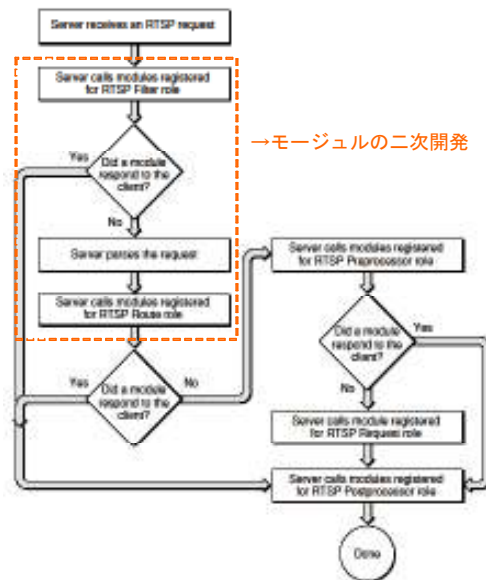 Server receives an RTSP request
Server calls modules registered
for RTSP Filter role
→モージュルの二次開発
Yes
Did a module
respond to the
client?
No
Server parses the request
Server calls modules registered
for RTSP Route role
Yes
Did a module
respond to the
client?
No
Server calls modules registered
for RTSP Preprocessor role
Did a module
respond to the
client?
Yes
No
Server calls module registered
for RTSP Request role
Server calls modules registered
for RTSP Postprocessor role
Done